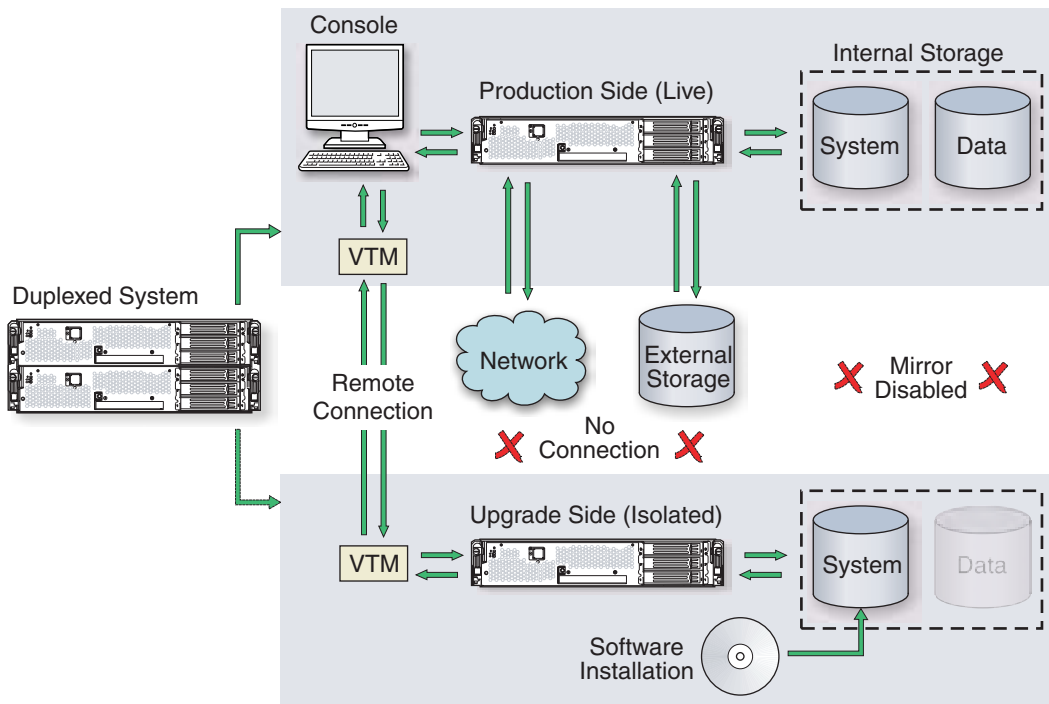 Console
Internal Storage
Production Side (Live)
System
Data
VTM
Duplexed System
Network
External
Storage
Mirror
Disabled
Remote
Connection
No
Connection
Upgrade Side (Isolated)
VTM
System
Data
Software
Installation